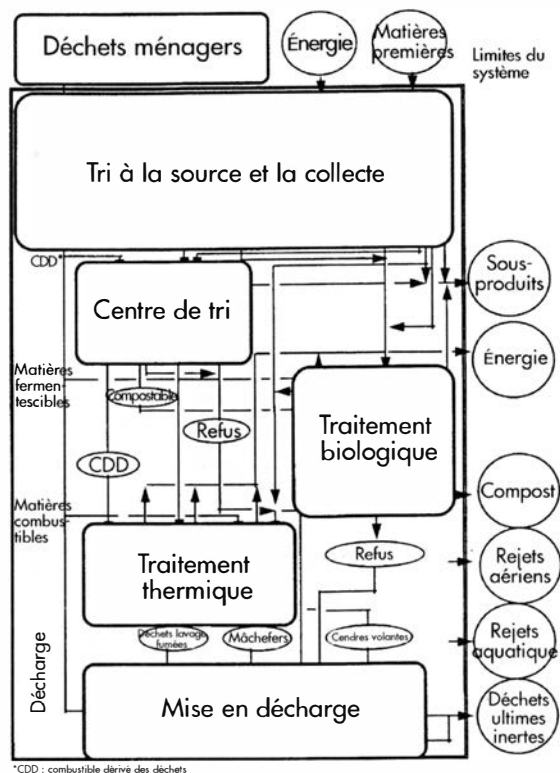 Déchets ménagers
Énergie
Matières
premières
Limites du
système
Tri à la source et la collecte
CDD*
Centre de tri
Sous-
produits
Énergie
Matières
fermen-
tescibles
Compostable
Refus
Traitement
biologique
CDD
Compost
Matières
combus-
tibles
Traitement
thermique
Refus
Rejets
aériens
Déchets lavage
fumées
Mâchefers
Cendres volantes
Rejets
aquatique
Décharge
Mise en décharge
Déchets
ultimes
inertes
*CDD : combustible dérivé des déchets